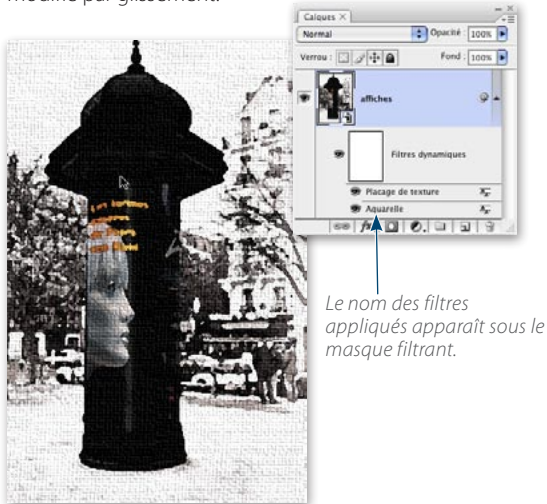 modifié par glissement.
Calques ×
Normal
Opacité : 100%
Verrou :
Fond : 100%
affiches
Filtres dynamiques
Placage de texture
Aquarelle
fx
Le nom des filtres
appliqués apparaît sous le
masque filtrant.